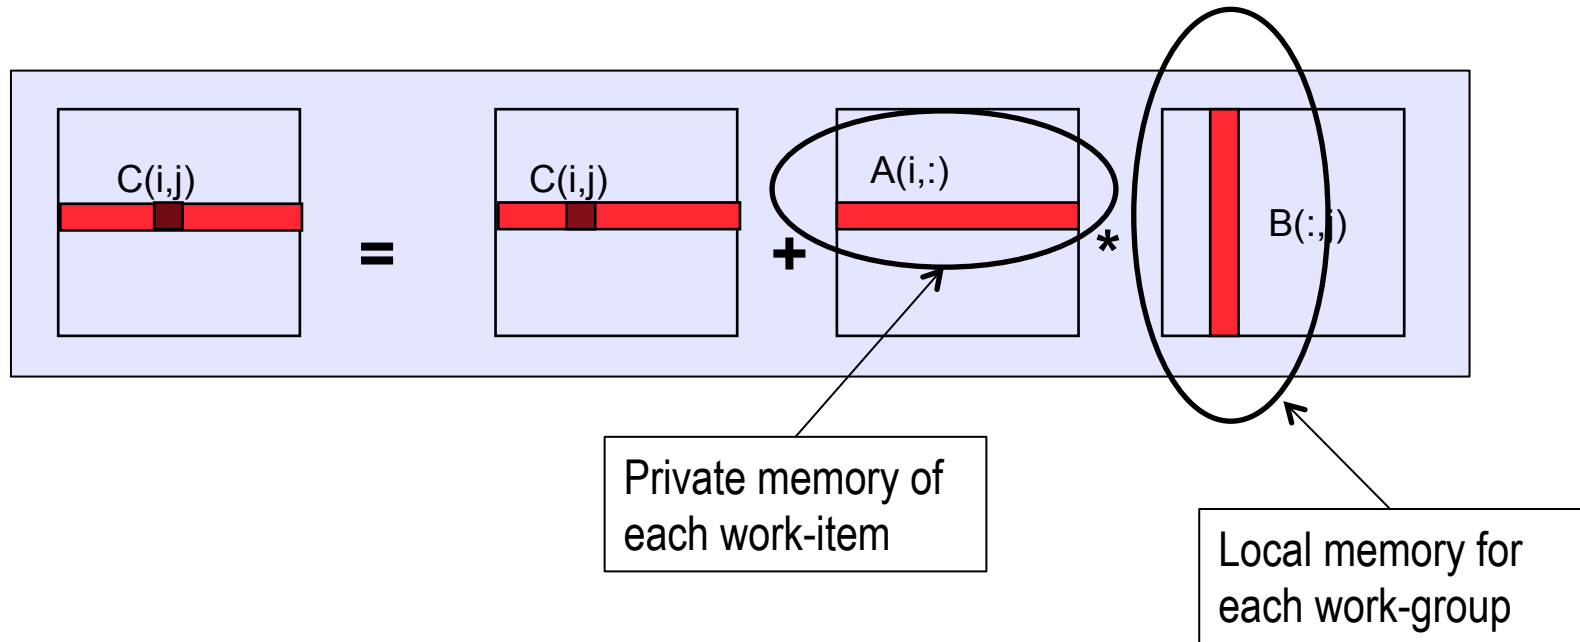 C(i,j)
=
C(i,j)
+
A(i,:)
*
B(:,j)
Private memory of
each work-item
Local memory for
each work-group